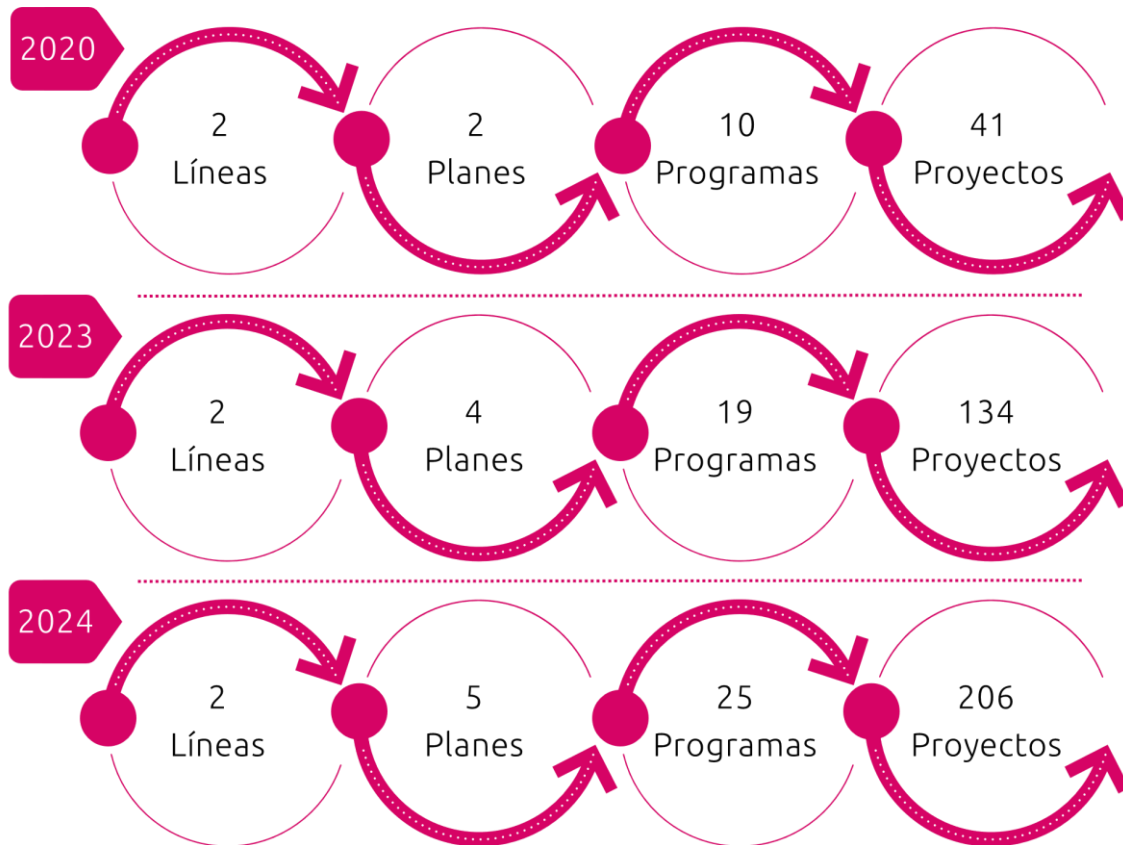 2020
2
Líneas
2
Planes
10
Programas
41
Proyectos
2023
2
Líneas
4
Planes
19
Programas
134
Proyectos
2024
2
Líneas
5
Planes
25
Programas
206
Proyectos